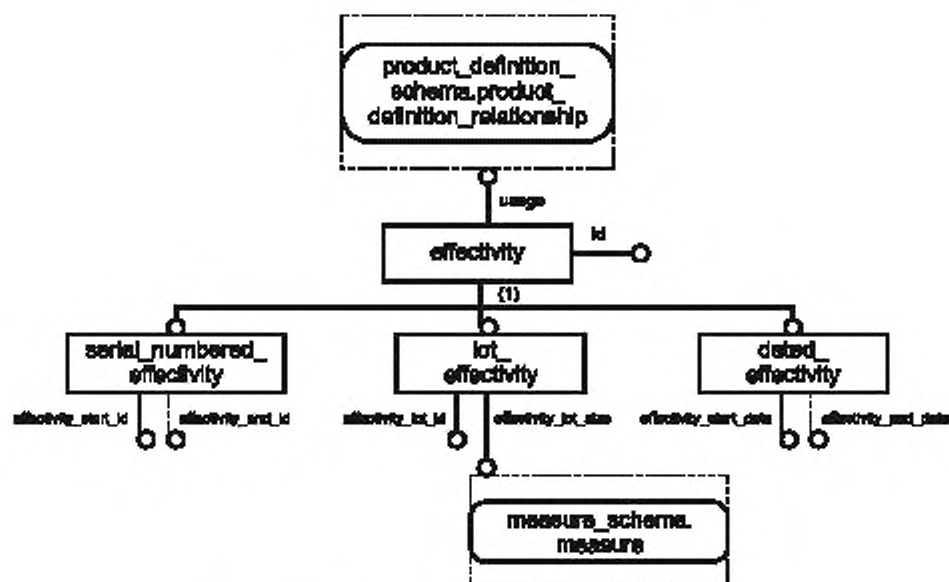 product_definition_
schema.product_
definition_relationship
usage
effectivity
id
(1)
serial_numbered_
effectivity
lot_
effectivity
dated_
effectivity
effectivity_start_id
effectivity_end_id
effectivity_lot_id
effectivity_lot_size
effectivity_start_date
effectivity_end_date
measure_schema.
measure